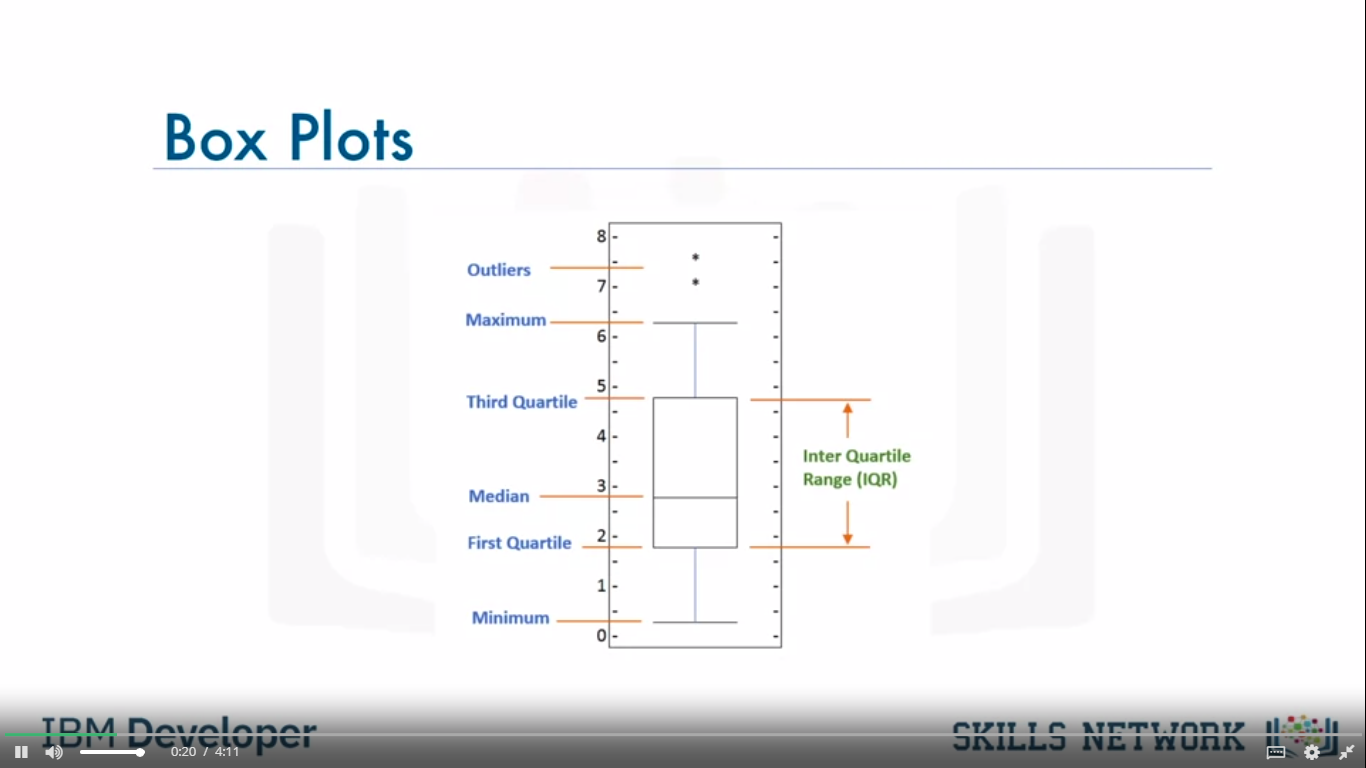 Box Plots
8
Outliers
7
Maximum
6
5
Third Quartile
4
Inter Quartile
Range (IQR)
3
Median
2
First Quartile
1
Minimum
0
IBM Developer
SKILLS NETWORK
0:20 / 4:11